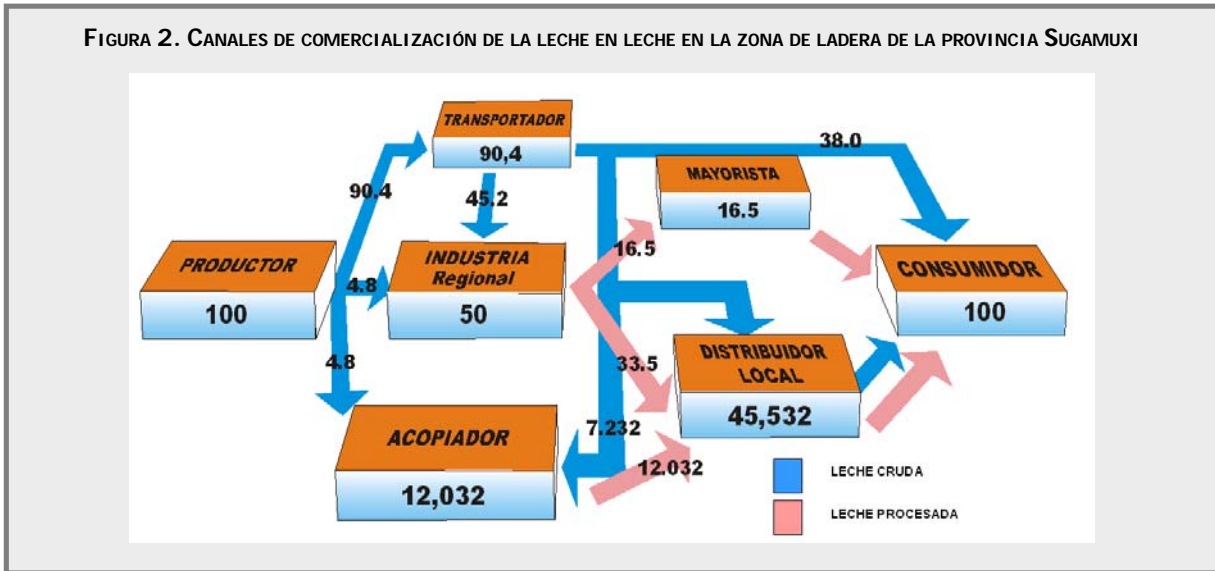 FIGURA 2. CANALES DE COMERCIALIZACIÓN DE LA LECHE EN LECHE EN LA ZONA DE LADERA DE LA PROVINCIA SUGAMUXI
TRANSPORTADOR
90,4
38.0
MAYORISTA
16.5
90.4
45.2
PRODUCTOR
100
4.8
INDUSTRIA
Regional
50
16.5
CONSUMIDOR
100
4.8
33.5
DISTRIBUIDOR
LOCAL
45,532
ACOPIADOR
12,032
7.232
12.032
LECHE CRUDA
LECHE PROCESADA